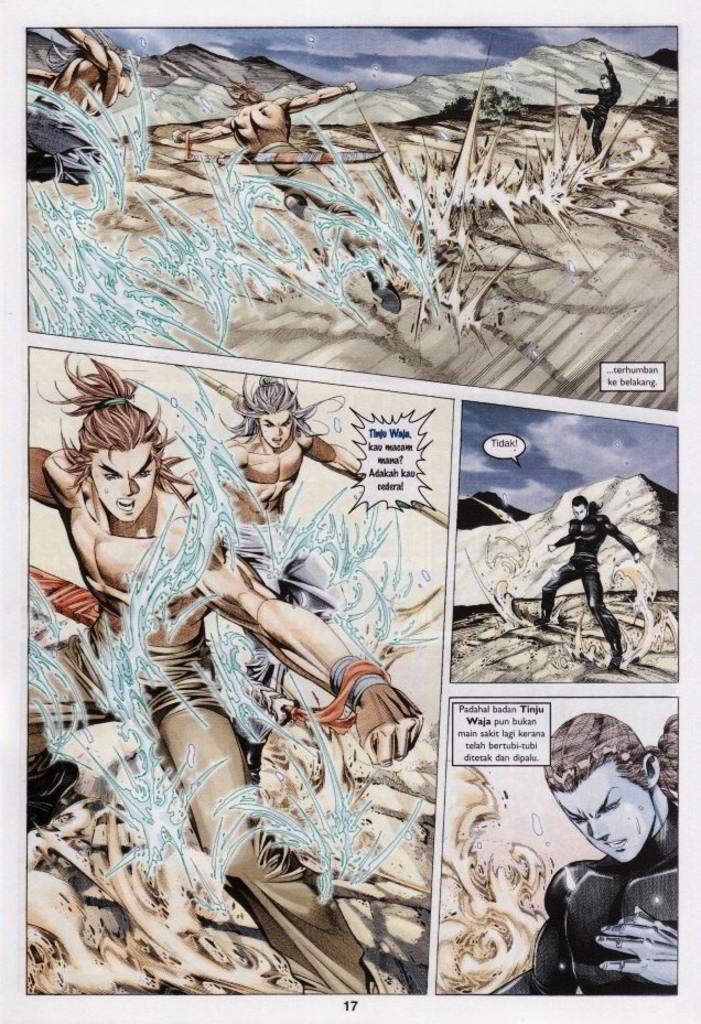 ...terhumban
ke belakang.
Tinju Waja,
kau macam
mana?
Adakah kau
cedera!
Tidak!
Padahal badan Tinju
Waja pun bukan
main sakit lagi kerana
telah bertubi-tubi
ditetak dan dipalu.
17